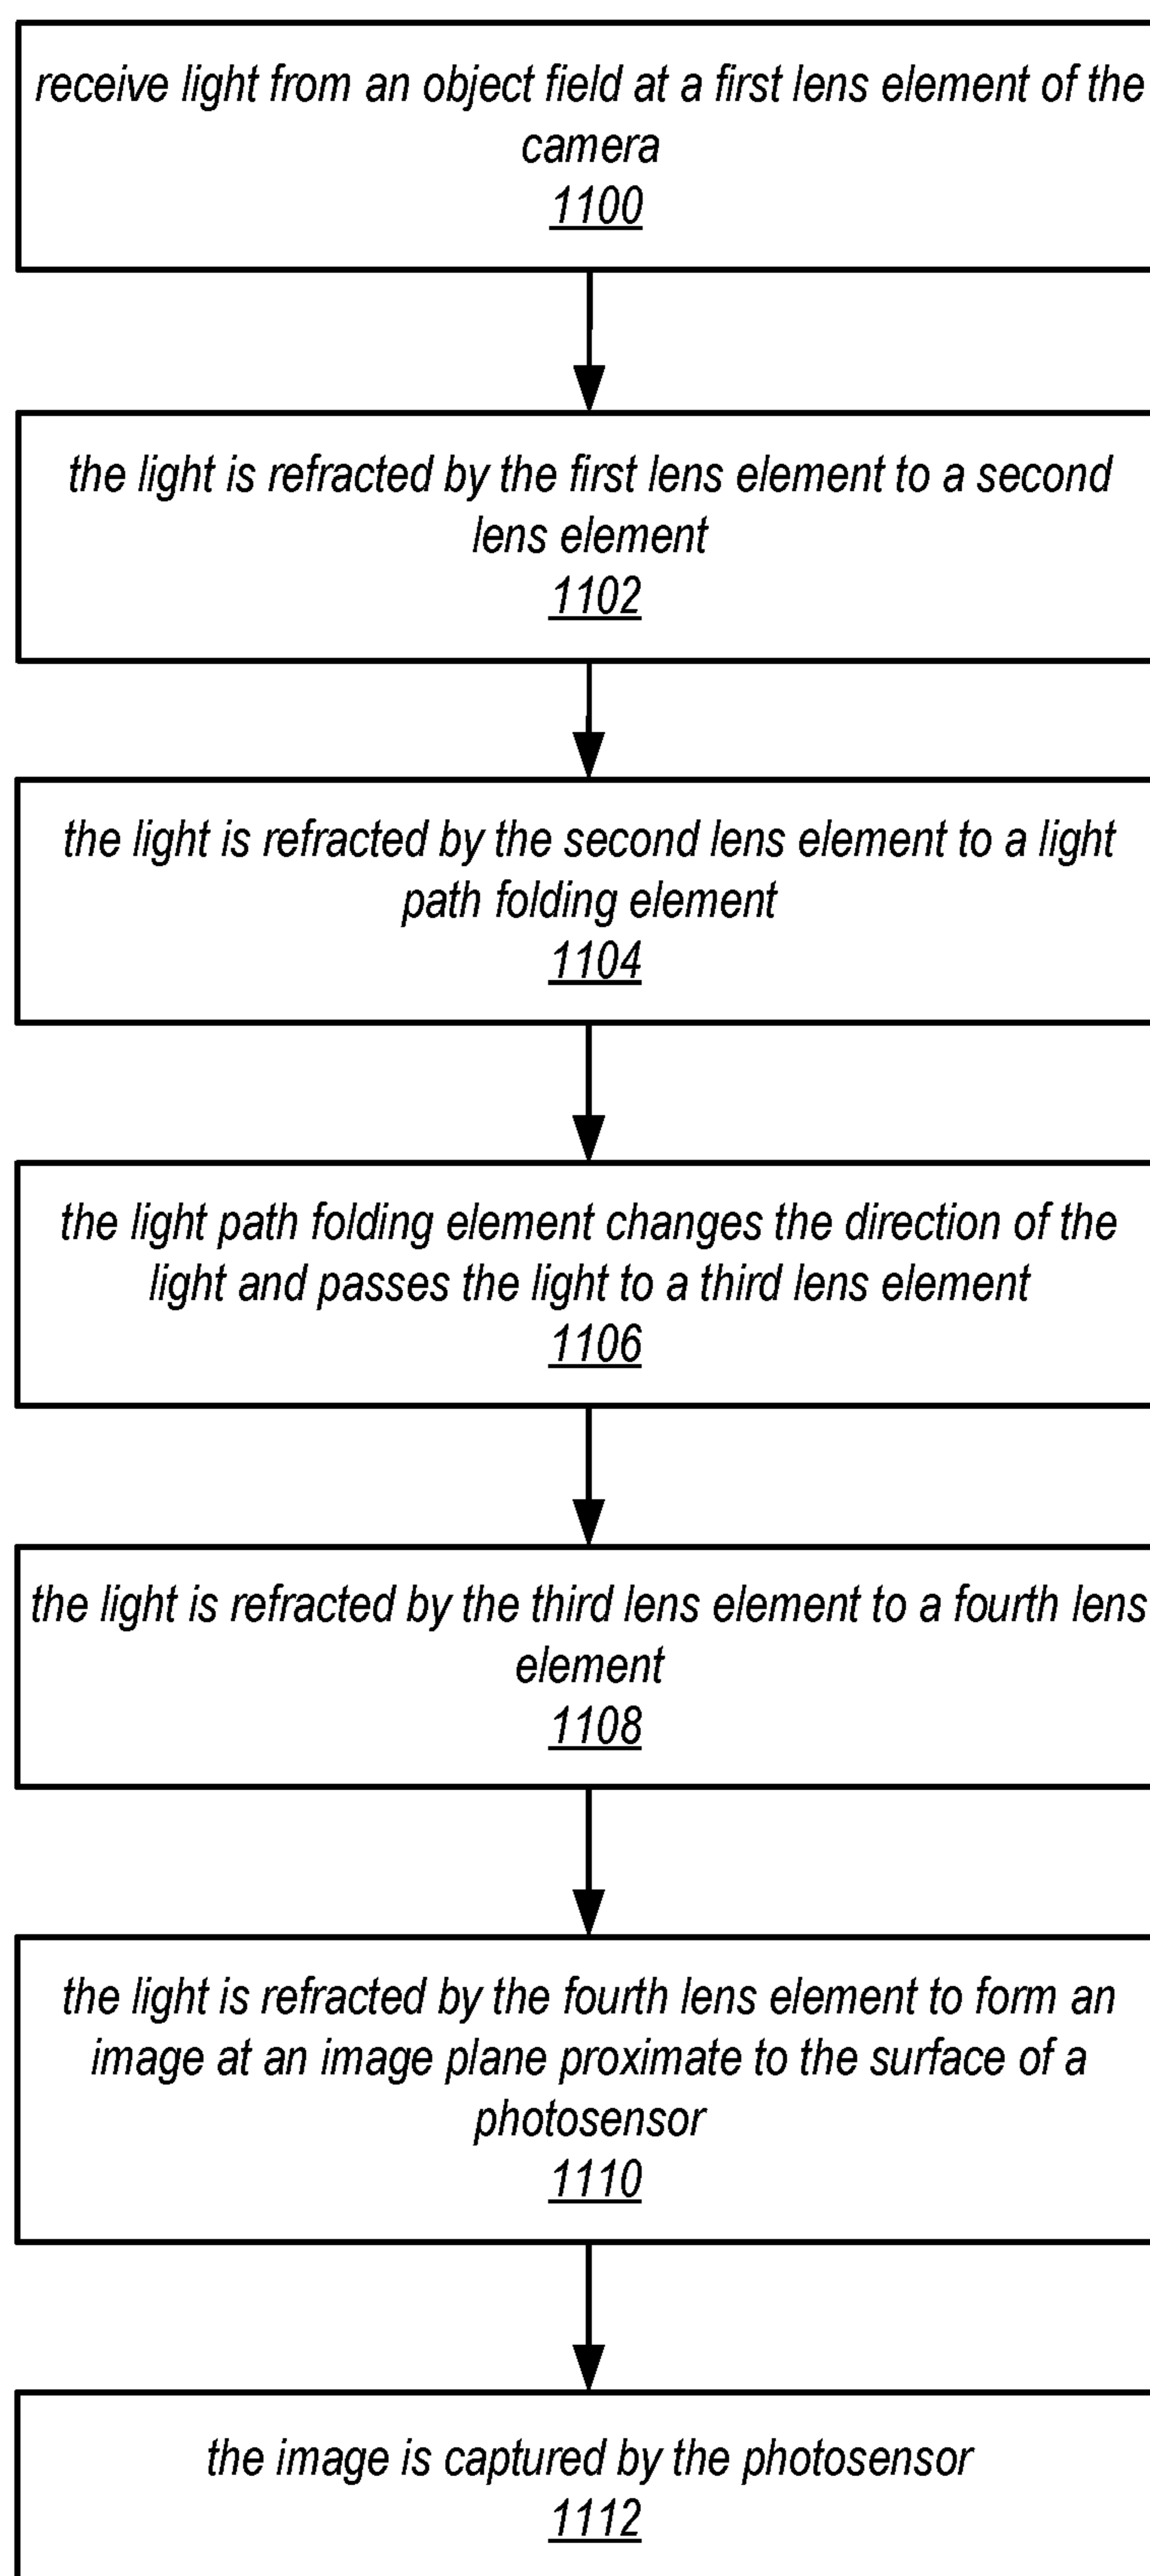 receive light from an object field at a first lens element of the
camera
1100
the light is refracted by the first lens element to a second
lens element
1102
the light is refracted by the second lens element to a light
path folding element
1104
the light path folding element changes the direction of the
light and passes the light to a third lens element
1106
the light is refracted by the third lens element to a fourth lens
element
1108
the light is refracted by the fourth lens element to form an
image at an image plane proximate to the surface of a
photosensor
1110
the image is captured by the photosensor
1112